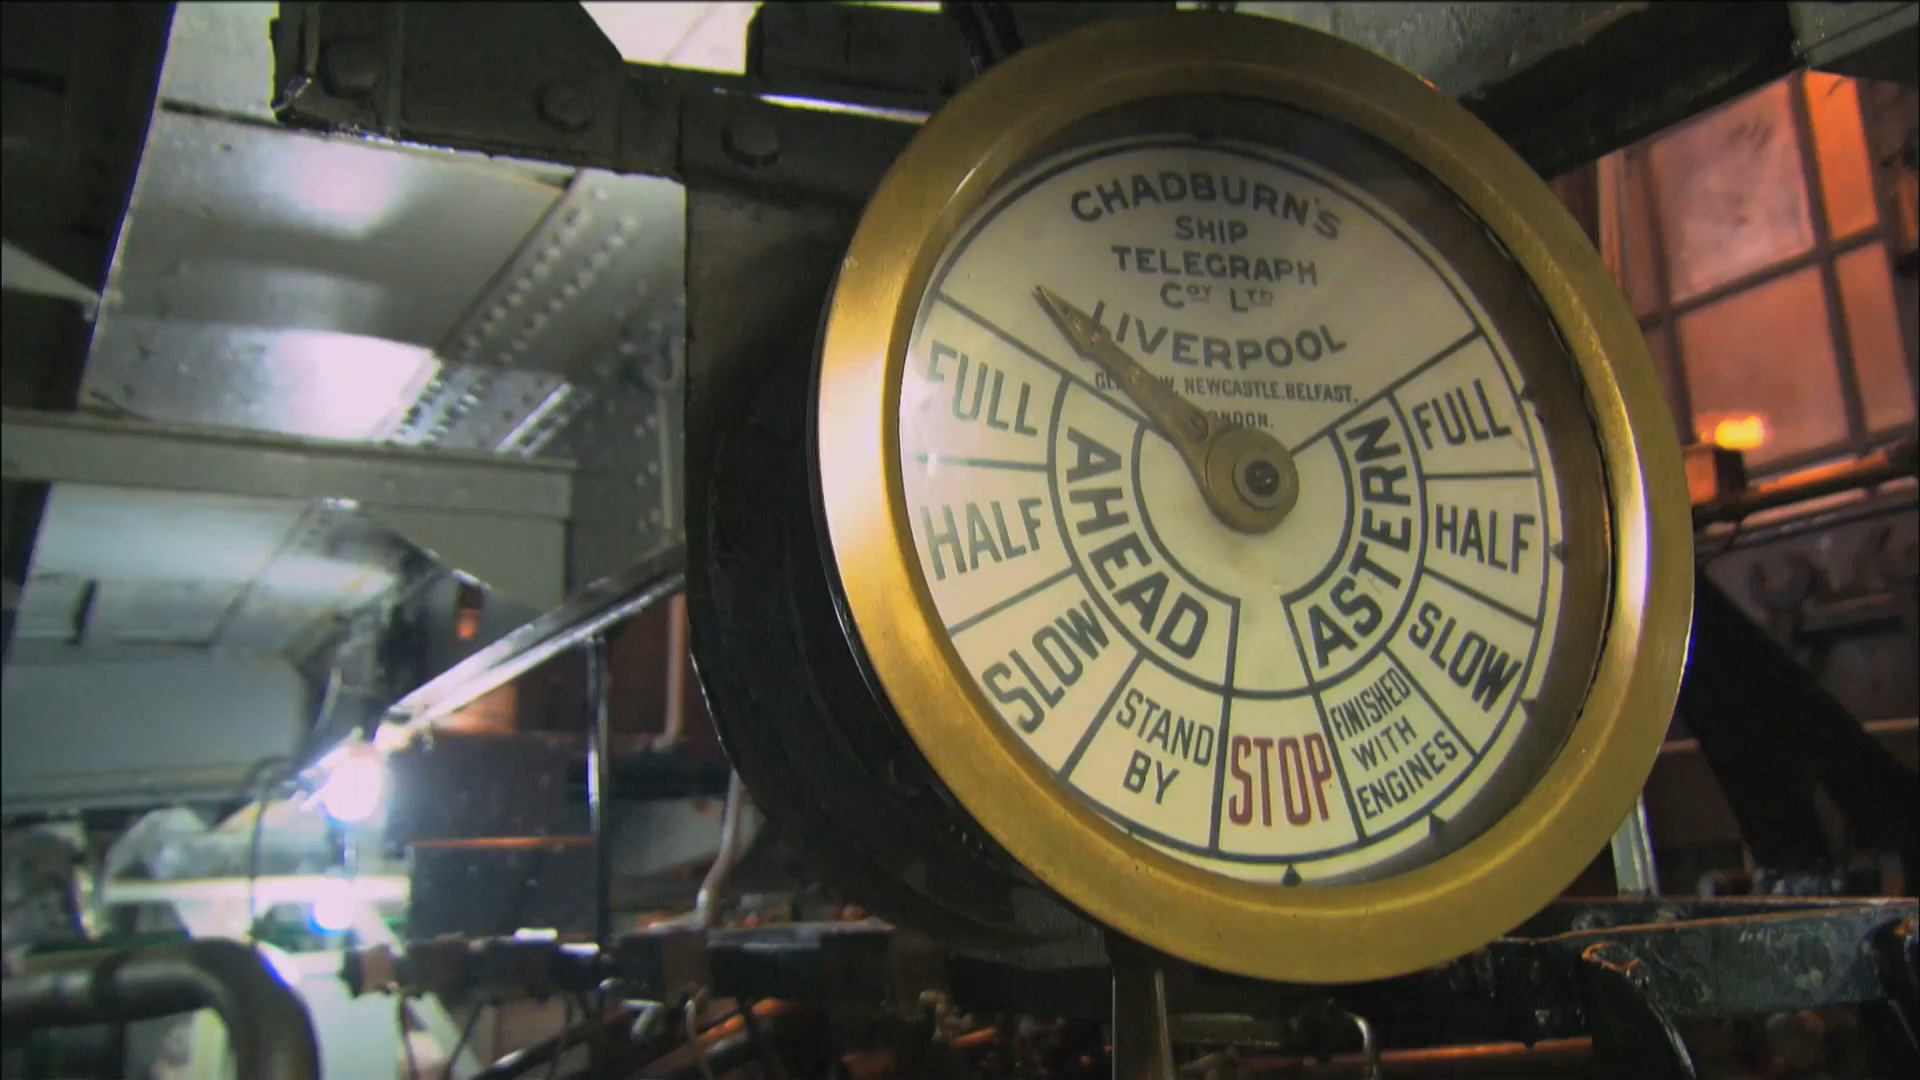 CHADBURN'S
SHIP
TELEGRAPH
COY LTD
LIVERPOOL
NEWCASTLE. BELFAST.
FULL
HALF
SLOW
AHEAD
STAND
BY
STOP
FINISHED
WITH
ENGINES
ASTERN
FULL
HALF
SLOW